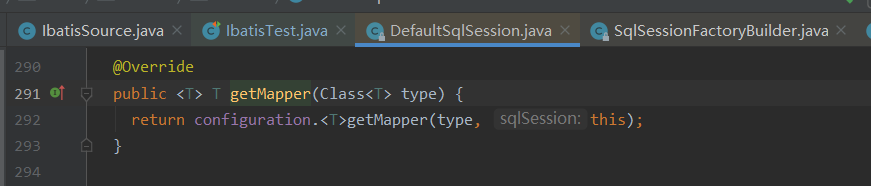 IbatisSource.java IbatisTest.java DefaultSqlSession.java SqlSessionFactoryBuilder.java
290 @Override
291 public <T> T getMapper(Class<T> type) {
292 return configuration.<T>getMapper(type, sqlSession: this);
293 }
294